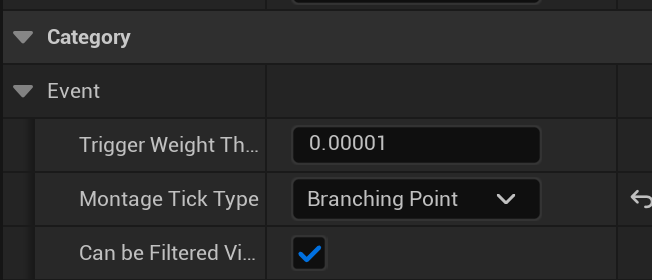 Category
Event
Trigger Weight Th... 0.00001
Montage Tick Type Branching Point
Can be Filtered Vi...